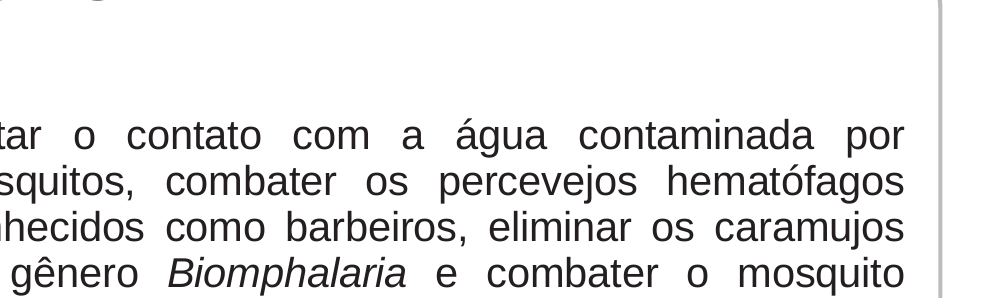 tar o contato com a água contaminada por
squitos, combater os percevejos hematófagos
nhecidos como barbeiros, eliminar os caramujos
gênero Biomphalaria e combater o mosquito